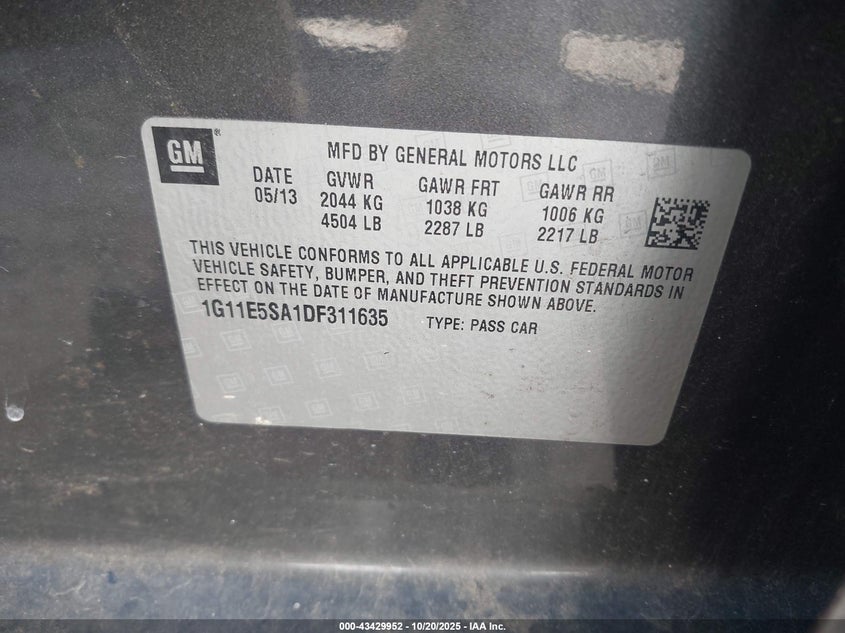 GM
MFD BY GENERAL MOTORS LLC
DATE GVWR GAWR FRT GAWR RR
05/13 2044 KG 1038 KG 1006 KG
4504 LB 2287 LB 2217 LB
THIS VEHICLE CONFORMS TO ALL APPLICABLE U.S. FEDERAL MOTOR
VEHICLE SAFETY, BUMPER, AND THEFT PREVENTION STANDARDS IN
EFFECT ON THE DATE OF MANUFACTURE SHOWN ABOVE.
1G11E5SA1DF311635 TYPE: PASS CAR
000-43429952 - 10/20/2025 - IAA Inc.